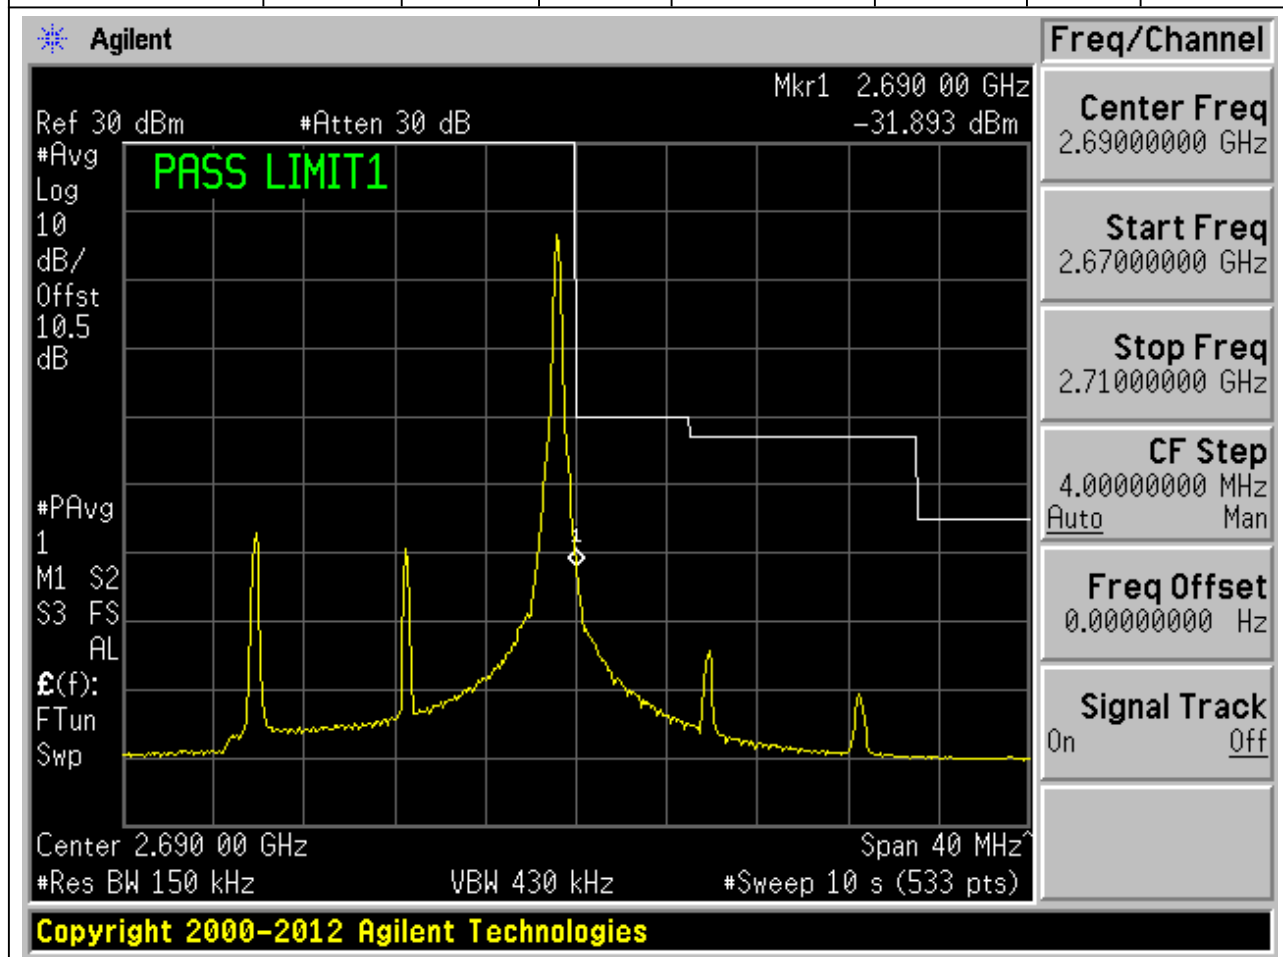 Agilent
Freq/Channel
Mkr1 2.690 00 GHz
Ref 30 dBm #Atten 30 dB -31.893 dBm
#Avg
Log
10
dB/
Offst
10.5
dB
PASS LIMIT1
1
#PAvg
1
M1 S2
S3 FS
AL
£(f):
FTun
Swp
Center 2.690 00 GHz Span 40 MHz^
#Res BW 150 kHz VBW 430 kHz #Sweep 10 s (533 pts)
Center Freq
2.69000000 GHz
Start Freq
2.67000000 GHz
Stop Freq
2.71000000 GHz
CF Step
4.00000000 MHz
Auto Man
Freq Offset
0.00000000 Hz
Signal Track
On Off
Copyright 2000-2012 Agilent Technologies